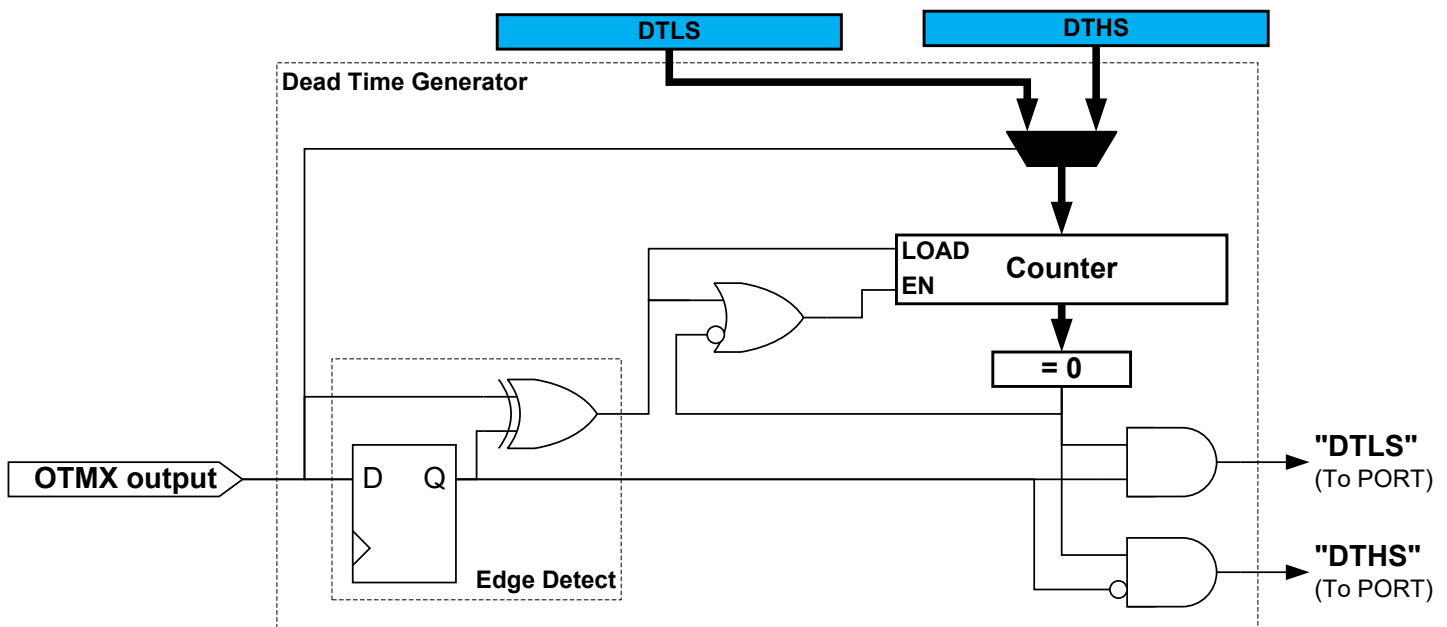 DTLS
DTHS
Dead Time Generator
LOAD
Counter
EN
= 0
"DTLS"
(To PORT)
OTMX output
D
Q
"DTHS"
(To PORT)
Edge Detect